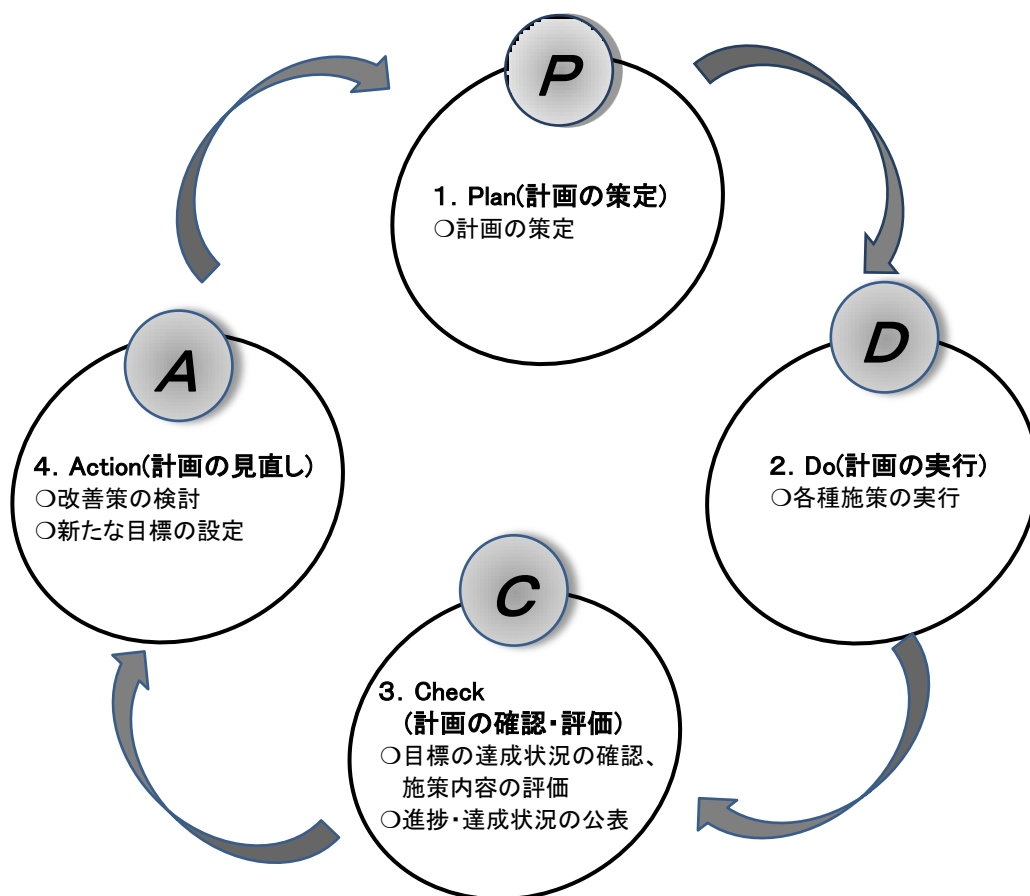 P
1. Plan(計画の策定)
○計画の策定
D
2. Do(計画の実行)
○各種施策の実行
C
3. Check
(計画の確認・評価)
○目標の達成状況の確認、
施策内容の評価
○進捗・達成状況の公表
A
4. Action(計画の見直し)
○改善策の検討
○新たな目標の設定